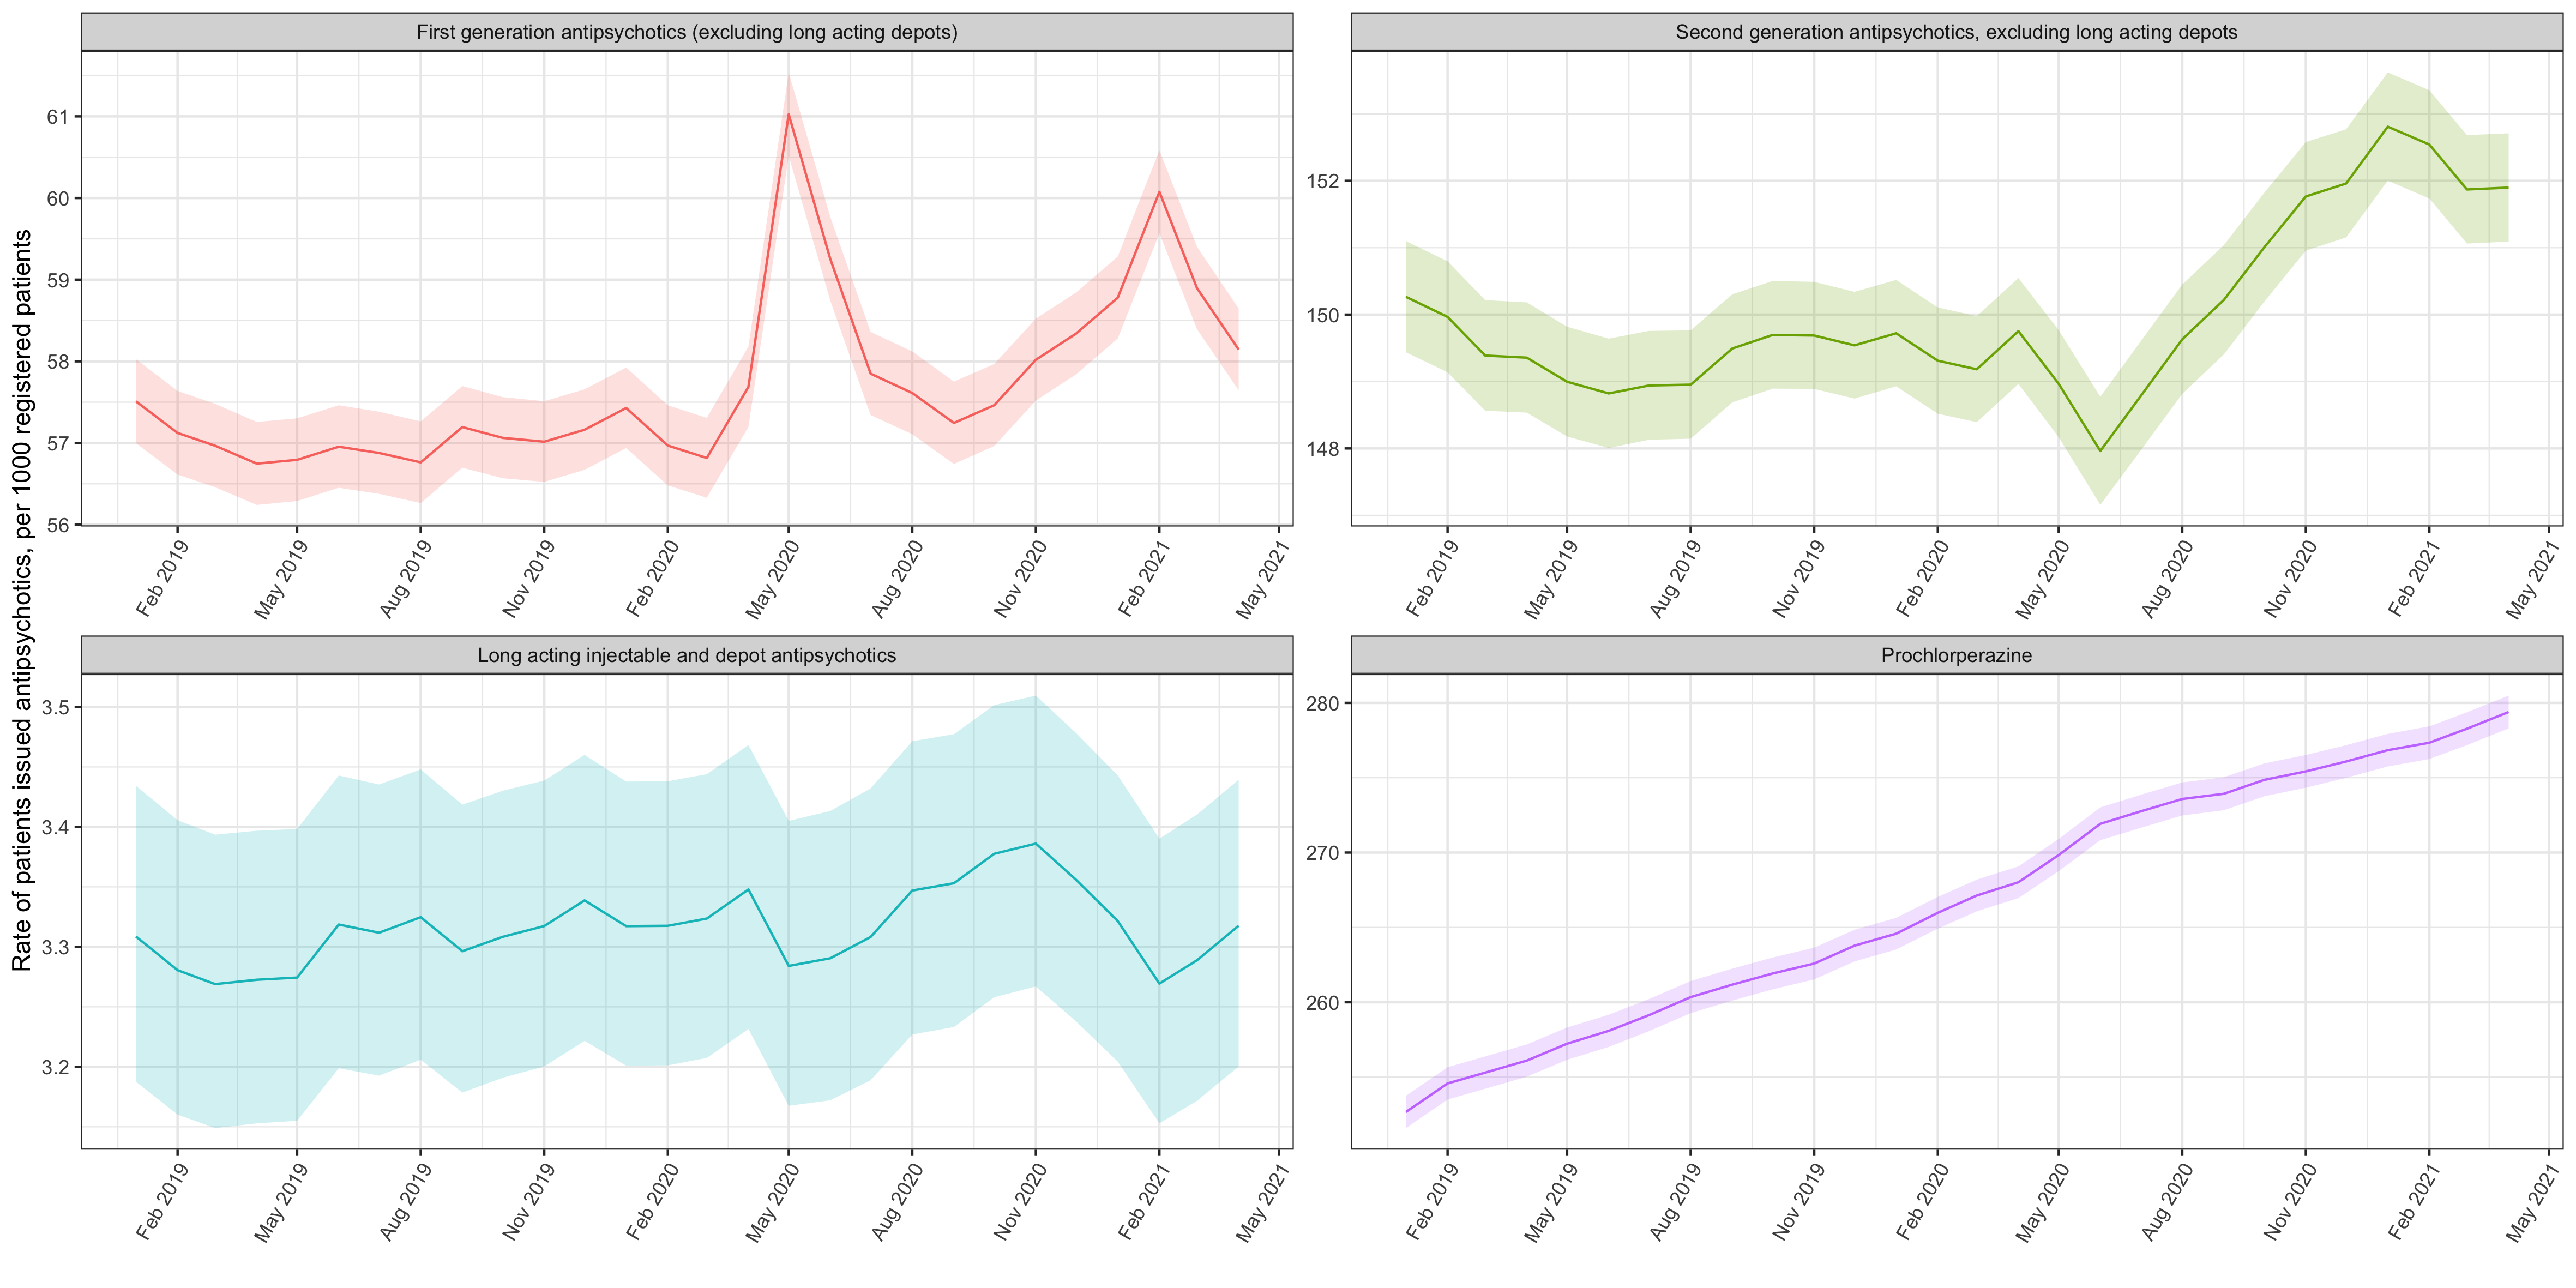 Rate of patients issued antipsychotics, per 1000 registered patients
First generation antipsychotics (excluding long acting depots)
61
60
59
58
57
56
Feb 2019
May 2019
Aug 2019
Nov 2019
Feb 2020
May 2020
Aug 2020
Nov 2020
Feb 2021
May 2021
Second generation antipsychotics, excluding long acting depots
152
150
148
Feb 2019
May 2019
Aug 2019
Nov 2019
Feb 2020
May 2020
Aug 2020
Nov 2020
Feb 2021
May 2021
Long acting injectable and depot antipsychotics
3.5
3.4
3.3
3.2
Feb 2019
May 2019
Aug 2019
Nov 2019
Feb 2020
May 2020
Aug 2020
Nov 2020
Feb 2021
May 2021
Prochlorperazine
280
270
260
Feb 2019
May 2019
Aug 2019
Nov 2019
Feb 2020
May 2020
Aug 2020
Nov 2020
Feb 2021
May 2021